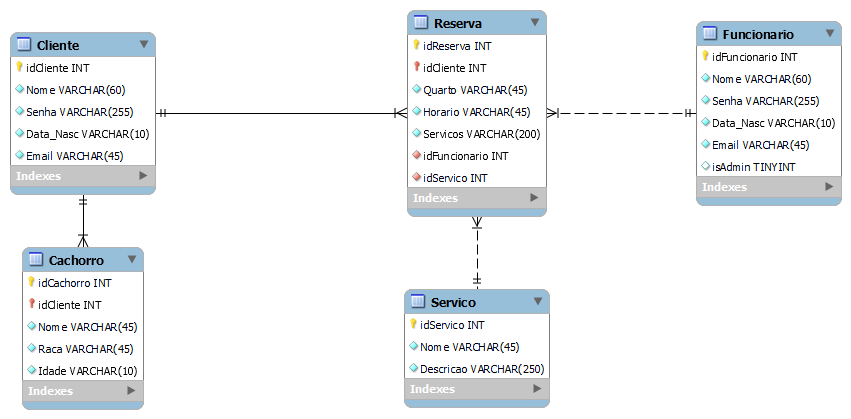 Cliente
idCliente INT
Nome VARCHAR(60)
Senha VARCHAR(255)
Data_Nasc VARCHAR(10)
Email VARCHAR(45)
Indexes
Reserva
idReserva INT
idCliente INT
Quarto VARCHAR(45)
Horario VARCHAR(45)
Servicos VARCHAR(200)
idFuncionario INT
idServico INT
Indexes
Funcionario
idFuncionario INT
Nome VARCHAR(60)
Senha VARCHAR(255)
Data_Nasc VARCHAR(10)
Email VARCHAR(45)
isAdmin TINYINT
Indexes
Cachorro
idCachorro INT
idCliente INT
Nome VARCHAR(45)
Raca VARCHAR(45)
Idade VARCHAR(10)
Indexes
Servico
idServico INT
Nome VARCHAR(45)
Descricao VARCHAR(250)
Indexes